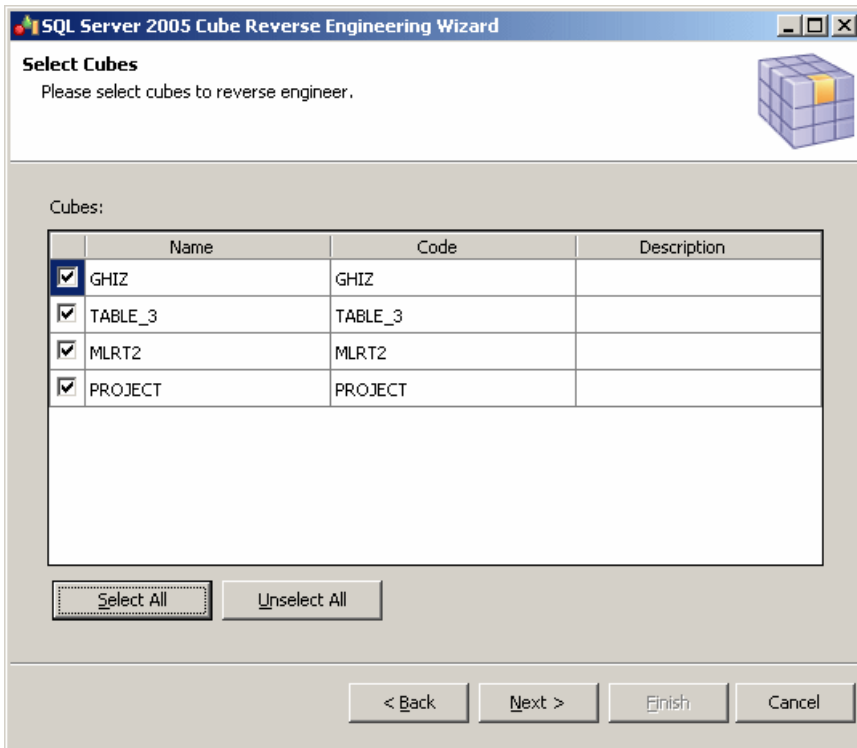 SQL Server 2005 Cube Reverse Engineering Wizard
Select Cubes
Please select cubes to reverse engineer.
Cubes:
Name Code Description
GHIZ GHIZ
TABLE_3 TABLE_3
MLRT2 MLRT2
PROJECT PROJECT
Select All Unselect All
< Back Next > Finish Cancel